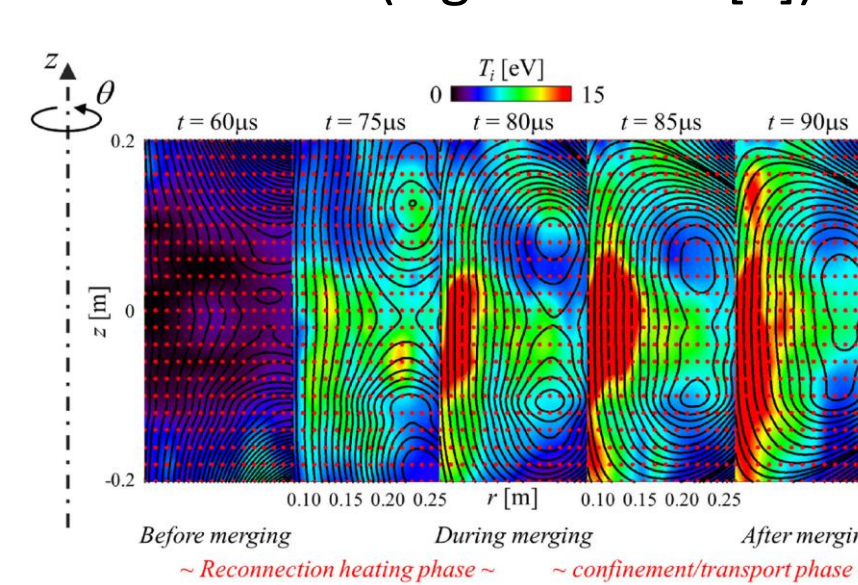 z
θ
Tᵢ [eV]
0 15
t = 60μs t = 75μs t = 80μs t = 85μs t = 90μs
0.2
0
-0.2
z [m]
0.10 0.15 0.20 0.25 r [m] 0.10 0.15 0.20 0.25
Before merging During merging After mergin
~ Reconnection heating phase ~ ~ confinement/transport phase